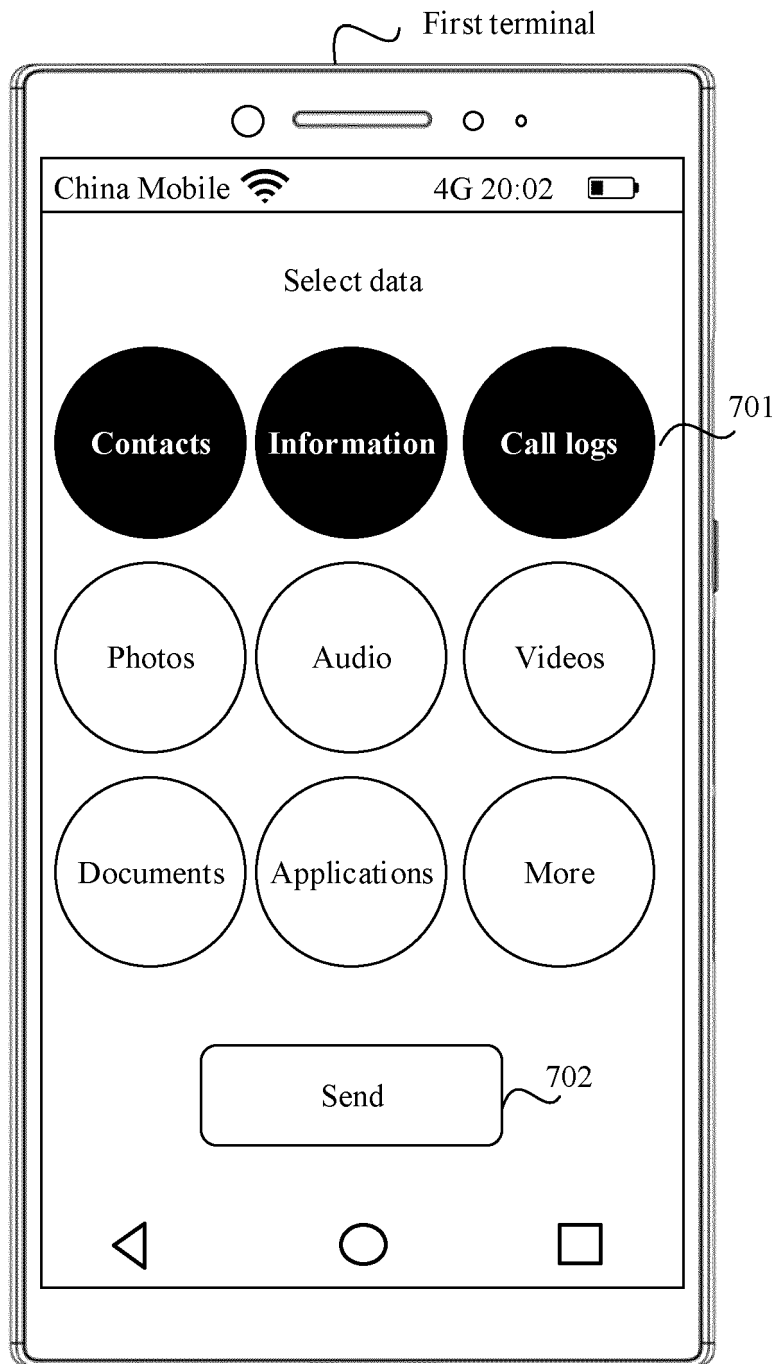 First terminal
China Mobile 4G 20:02
Select data
Contacts Information Call logs 701
Photos Audio Videos
Documents Applications More
Send 702